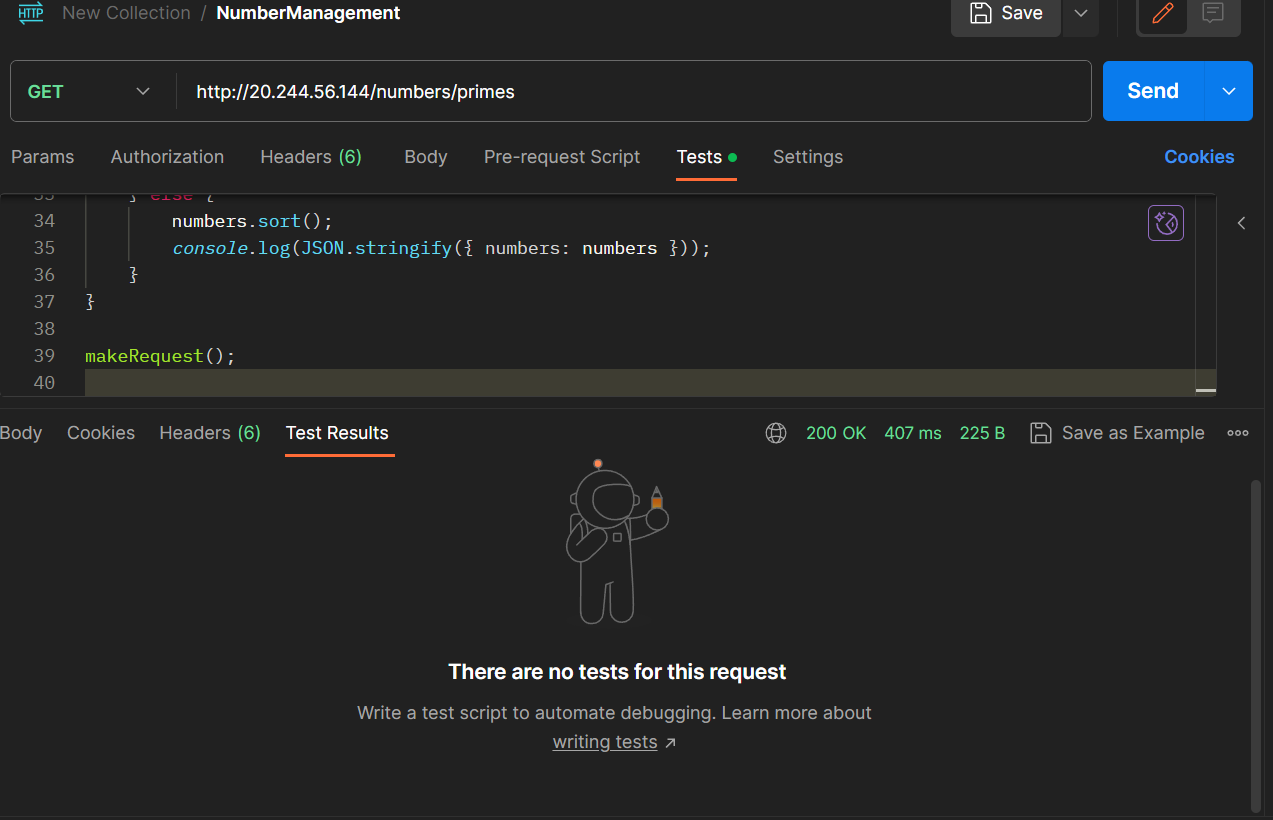 HTTP New Collection / NumberManagement Save
GET http://20.244.56.144/numbers/primes Send
Params Authorization Headers (6) Body Pre-request Script Tests Settings Cookies
33 } else {
34 numbers.sort();
35 console.log(JSON.stringify({ numbers: numbers }));
36 }
37 }
38
39 makeRequest();
40
Body Cookies Headers (6) Test Results 200 OK 407 ms 225 B Save as Example
There are no tests for this request
Write a test script to automate debugging. Learn more about
writing tests ↗